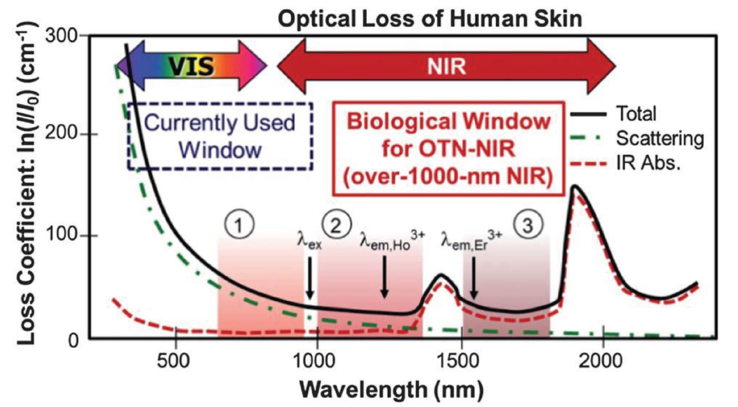 Optical Loss of Human Skin
Loss Coefficient: ln(I/I₀) (cm⁻¹)
300
200
100
0
VIS
NIR
Currently Used
Window
Biological Window
for OTN-NIR
(over-1000-nm NIR)
Total
Scattering
IR Abs.
①
②
③
λex
λem,Ho³⁺
λem,Er³⁺
500
1000
1500
2000
Wavelength (nm)